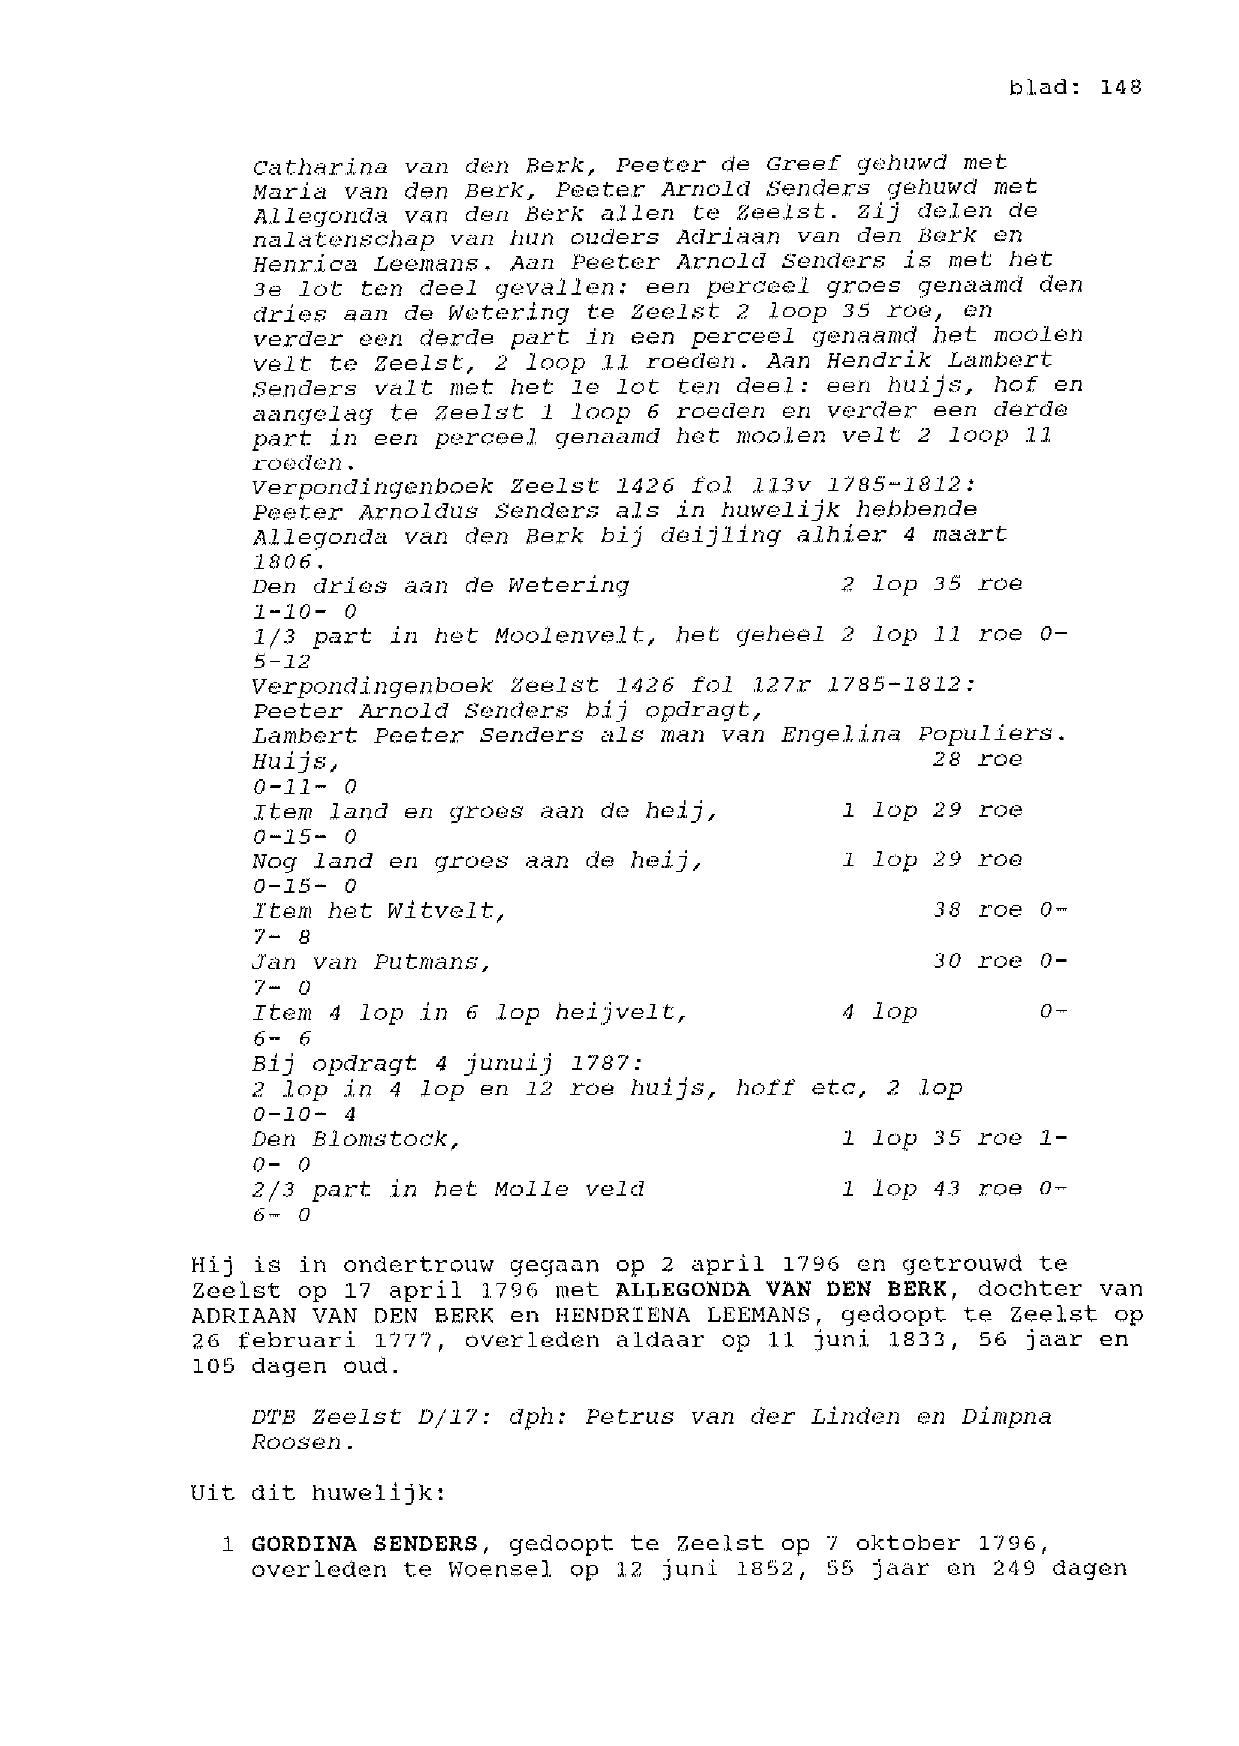 blad: 148
Catharina van den Berk, Peeter de Greef gehuwd met
Maria van den Berk, Peeter Arnold Senders gehuwd met
Allegonda van den Berk allen te Zeelst. Zij delen de
nalatenschap van hun ouders Adriaan van den Berk en
Henrica Leemans. Aan Peeter Arnold Senders is met het
3e lot ten deel gevallen: een perceel groes genaamd den
dries aan de Wetering te Zeelst 2 loop 35 roe, en
verder een derde part in een perceel genaamd het moolen
velt te Zeelst, 2 loop 11 roeden. Aan Hendrik Lambert
Senders valt met het 1e lot ten deel: een huijs, hof en
aangelag te Zeelst 1 loop 6 roeden en verder een derde
part in een perceel genaamd het moolen velt 2 loop 11
roeden.
Verpondingenboek Zeelst 1426 fol 113v 1785-1812:
Peeter Arnoldus Senders als in huwelijk hebbende
Allegonda van den Berk bij deijling alhier 4 maart
1806.
Den dries aan de Wetering 2 lop 35 roe
1-10- 0
1/3 part in het Moolenvelt, het geheel 2 lop 11 roe 0-
5-12
Verpondingenboek Zeelst 1426 fol 127r 1785-1812:
Peeter Arnold Senders bij opdragt,
Lambert Peeter Senders als man van Engelina Populiers.
Huijs, 28 roe
0-11- 0
Item land en groes aan de heij, 1 lop 29 roe
0-15- 0
Nog land en groes aan de heij, 1 lop 29 roe
0-15- 0
Item het Witvelt, 38 roe 0-
7- 8
Jan van Putmans, 30 roe 0-
7- 0
Item 4 lop in 6 lop heijvelt, 4 lop 0-
6- 6
Bij opdragt 4 junuij 1787:
2 lop in 4 lop en 12 roe huijs, hoff etc, 2 lop
0-10- 4
Den Blomstock, 1 lop 35 roe 1-
0- 0
2/3 part in het Molle veld 1 lop 43 roe 0-
6- 0
Hij is in ondertrouw gegaan op 2 april 1796 en getrouwd te
Zeelst op 17 april 1796 met ALLEGONDA VAN DEN BERK, dochter van
ADRIAAN VAN DEN BERK en HENDRIENA LEEMANS, gedoopt te Zeelst op
26 februari 1777, overleden aldaar op 11 juni 1833, 56 jaar en
105 dagen oud.
DTB Zeelst D/17: dph: Petrus van der Linden en Dimpna
Roosen.
Uit dit huwelijk:
1 GORDINA SENDERS, gedoopt te Zeelst op 7 oktober 1796,
overleden te Woensel op 12 juni 1852, 55 jaar en 249 dagen